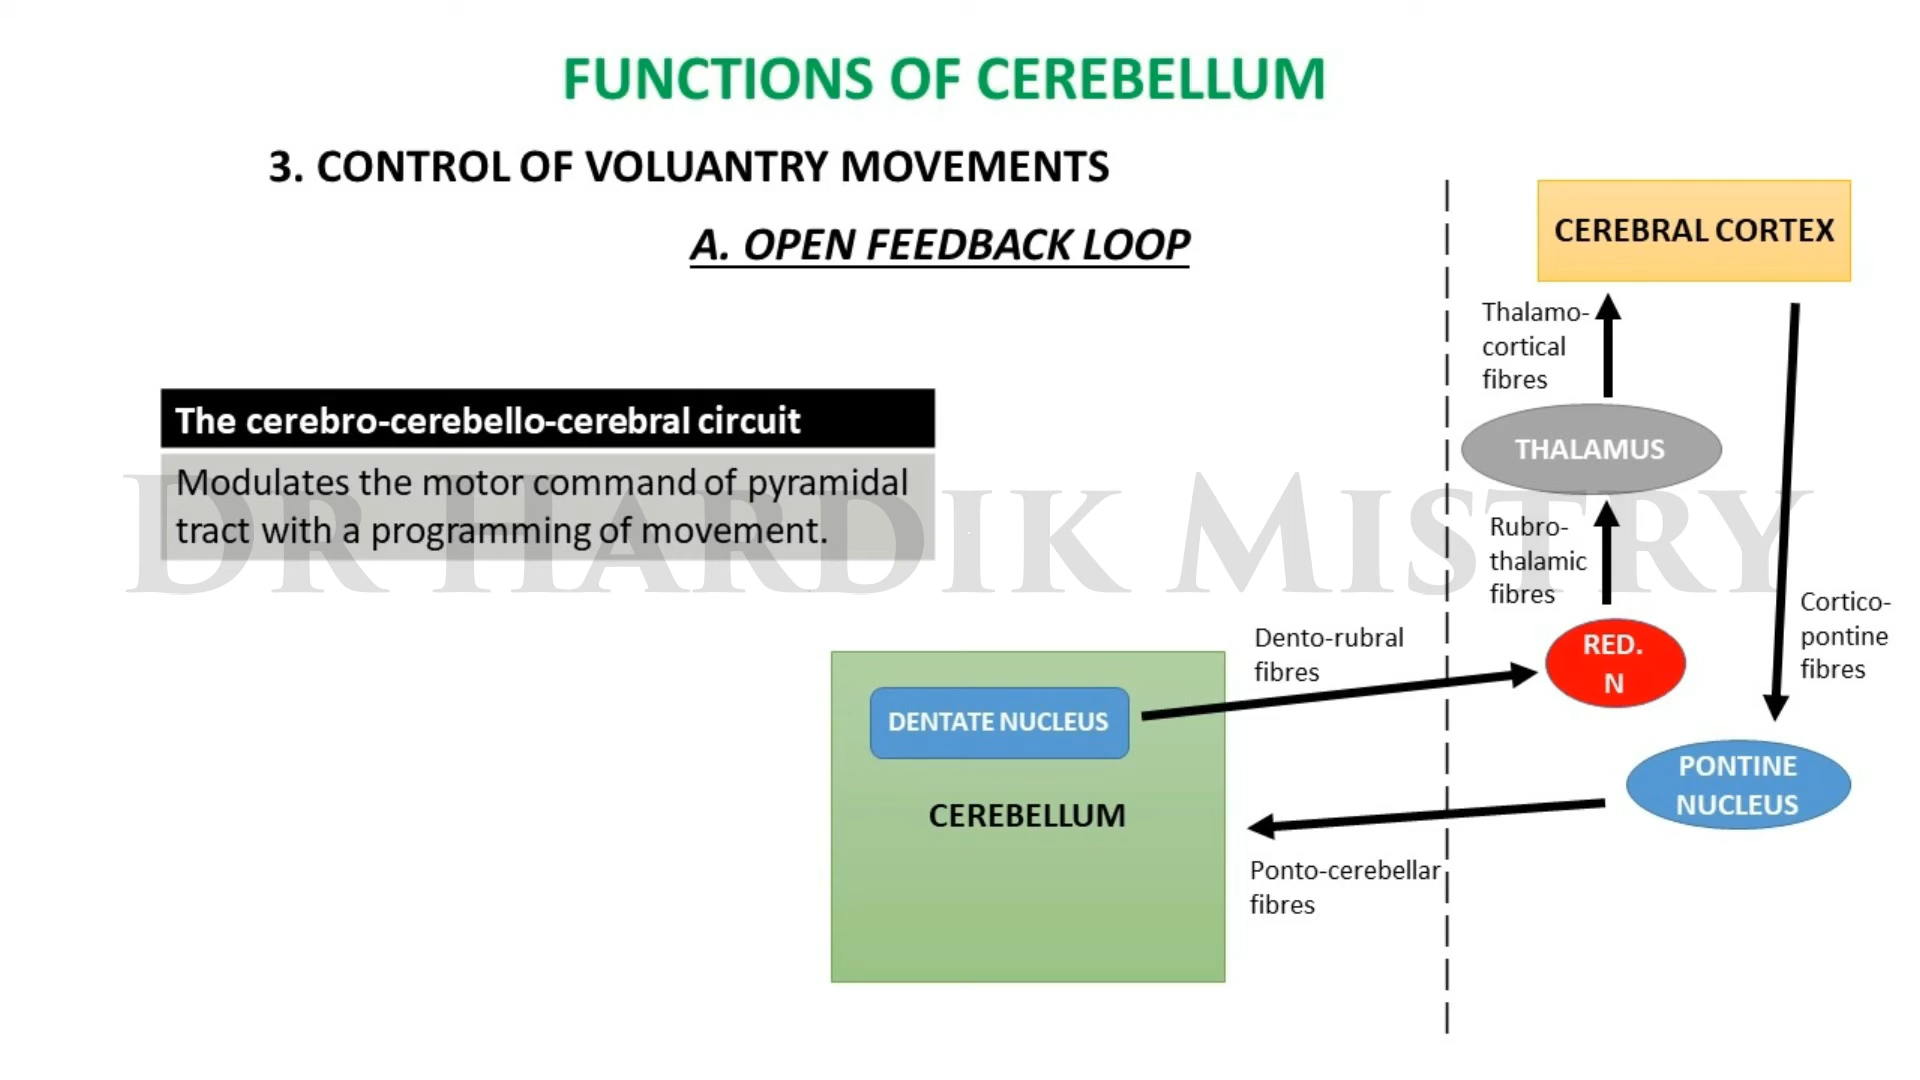 FUNCTIONS OF CEREBELLUM
3. CONTROL OF VOLUANTRY MOVEMENTS
A. OPEN FEEDBACK LOOP
The cerebro-cerebello-cerebral circuit
Modulates the motor command of pyramidal
tract with a programming of movement.
DR HARDIK MISTRY
CEREBRAL CORTEX
Thalamo-
cortical
fibres
THALAMUS
Rubro-
thalamic
fibres
Cortico-
pontine
fibres
Dento-rubral
fibres
RED.
N
DENTATE NUCLEUS
CEREBELLUM
PONTINE
NUCLEUS
Ponto-cerebellar
fibres